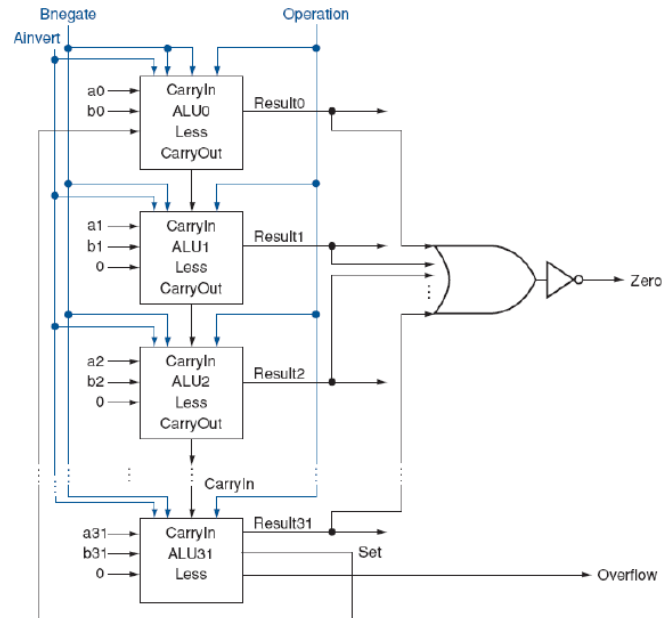 Bnegate
Operation
Ainvert
a0
b0
CarryIn
ALU0
Less
CarryOut
Result0
a1
b1
0
CarryIn
ALU1
Less
CarryOut
Result1
Zero
a2
b2
0
CarryIn
ALU2
Less
CarryOut
Result2
CarryIn
a31
b31
0
CarryIn
ALU31
Less
Result31
Set
Overflow